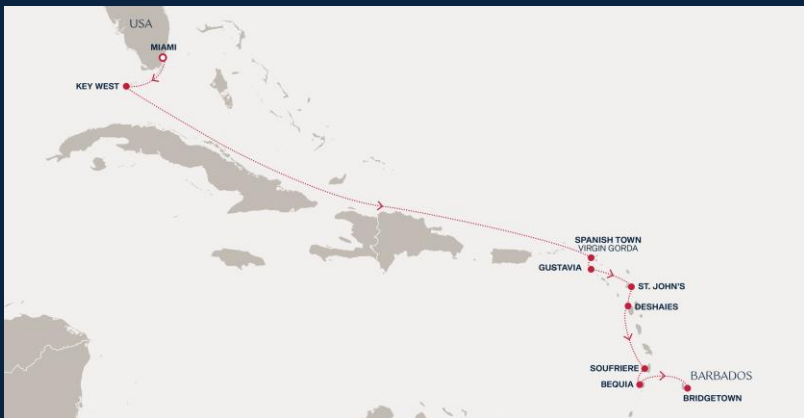 USA
MIAMI
KEY WEST
SPANISH TOWN
VIRGIN GORDA
GUSTAVIA
ST. JOHN'S
DESHAIES
SOUFRIERE
BARBADOS
BEQUIA
BRIDGETOWN